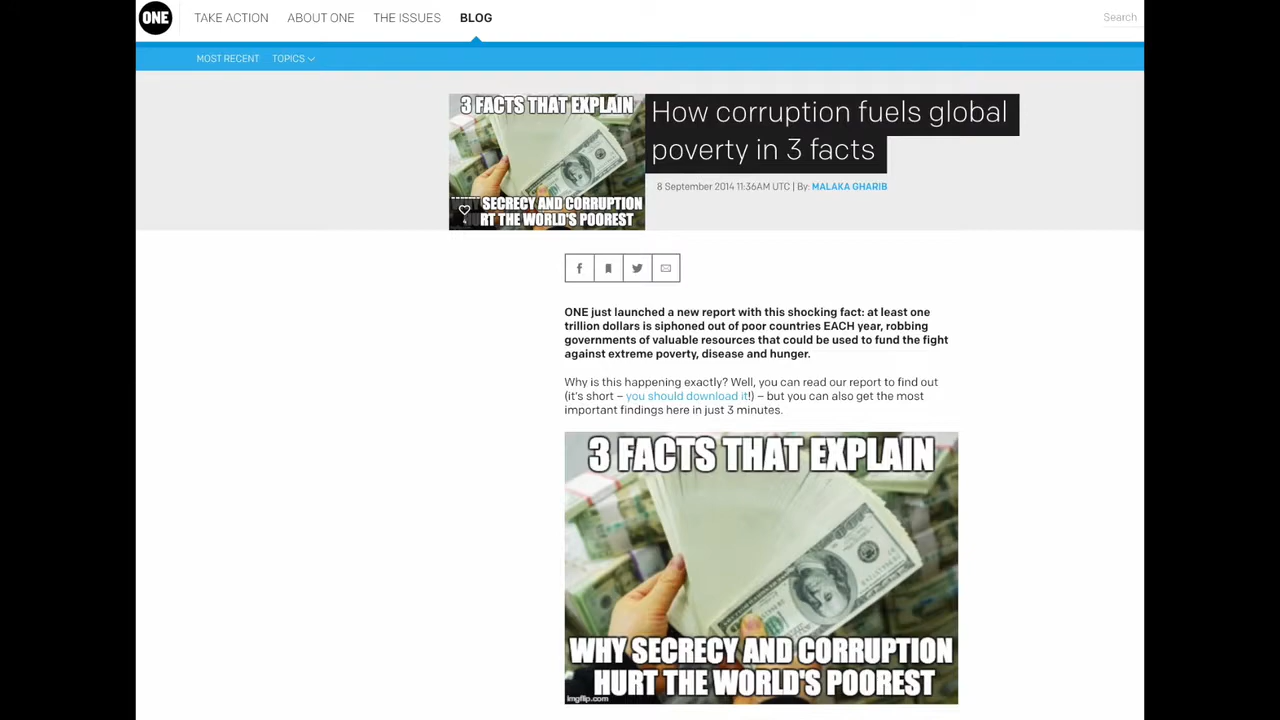 ONE
TAKE ACTION
ABOUT ONE
THE ISSUES
BLOG
Search
MOST RECENT
TOPICS
3 FACTS THAT EXPLAIN
SECRECY AND CORRUPTION
RT THE WORLD'S POOREST
How corruption fuels global
poverty in 3 facts
8 September 2014 11:36AM UTC | By: MALAKA GHARIB
ONE just launched a new report with this shocking fact: at least one
trillion dollars is siphoned out of poor countries EACH year, robbing
governments of valuable resources that could be used to fund the fight
against extreme poverty, disease and hunger.
Why is this happening exactly? Well, you can read our report to find out
(it's short – you should download it!) – but you can also get the most
important findings here in just 3 minutes.
3 FACTS THAT EXPLAIN
WHY SECRECY AND CORRUPTION
HURT THE WORLD'S POOREST
imgflip.com